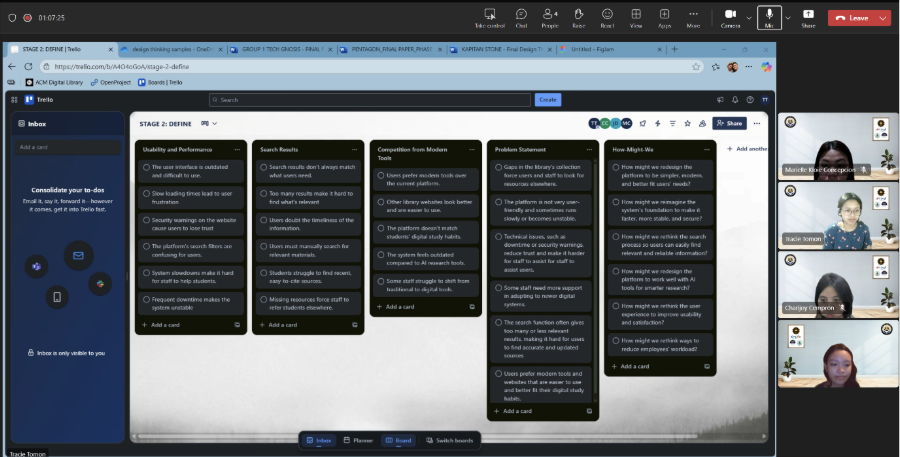 01:07:25
Take control
Chat
4
People
Raise
React
View
Apps
More
Camera
Mic
Share
Leave
STAGE 2: DEFINE | Trello
design thinking samples - OneD
GROUP 1 TECH GNOSIS - FINAL
PENTAGON_FINAL PAPER_PHASE
KAPITAN STONE - Final Design T
Untitled – FigJam
https://trello.com/b/A4O4oGoA/stage-2-define
ACM Digital Library
OpenProject
Boards | Trello
Trello
Search
Create
TT
Inbox
Add a card
Consolidate your to-dos
Email it, say it, forward it—however
it comes, get it into Trello fast.
Inbox is only visible to you
STAGE 2: DEFINE
TT
CC
MC
Share
Usability and Performance
The user interface is outdated
and difficult to use.
Slow loading times lead to user
frustration
Security warnings on the website
cause users to lose trust
The platform's search filters are
confusing for users.
System slowdowns make it hard
for staff to help students.
Frequent downtime makes the
system unstable
Add a card
Search Results
Search results don't always match
what users need.
Too many results make it hard to
find what's relevant
Users doubt the timeliness of the
information.
Users must manually search for
relevant materials.
Students struggle to find recent,
easy-to-cite sources.
Missing resources force staff to
refer students elsewhere.
Add a card
Competition from Modern
Tools
Users prefer modern tools over
the current platform.
Other library websites look better
and are easier to use.
The platform doesn't match
students' digital study habits.
The system feels outdated
compared to AI research tools.
Some staff struggle to shift from
traditional to digital tools.
Add a card
Problem Statement
Gaps in the library's collection
force users and staff to look for
resources elsewhere.
The platform is not very user-
friendly and sometimes runs
slowly or becomes unstable.
Technical issues, such as
downtime or security warnings,
reduce trust and make it harder
for staff to assist for staff to
assist users.
Some staff need more support
in adapting to newer digital
systems.
The search function often gives
too many or less relevant
results, making it hard for users
to find accurate and updated
sources
Users prefer modern tools and
websites that are easier to use
and better fit their digital study
habits.
Add a card
How-Might-We
How might we redesign the
platform to be simpler, modern,
and better fit users' needs?
How might we reimagine the
system's foundation to make it
faster, more stable, and secure?
How might we rethink the search
process so users can easily find
relevant and reliable information?
How might we redesign the
platform to work with AI
tools for smarter research?
How might we rethink the user
experience to improve usability
and satisfaction?
How might we rethink ways to
reduce employees' workload?
Add a card
Add anothe
Inbox
Planner
Board
Switch boards
Marielle Klore Concepcion
Tracie Tomon
Charijoy Cempron
Tracie Tomon